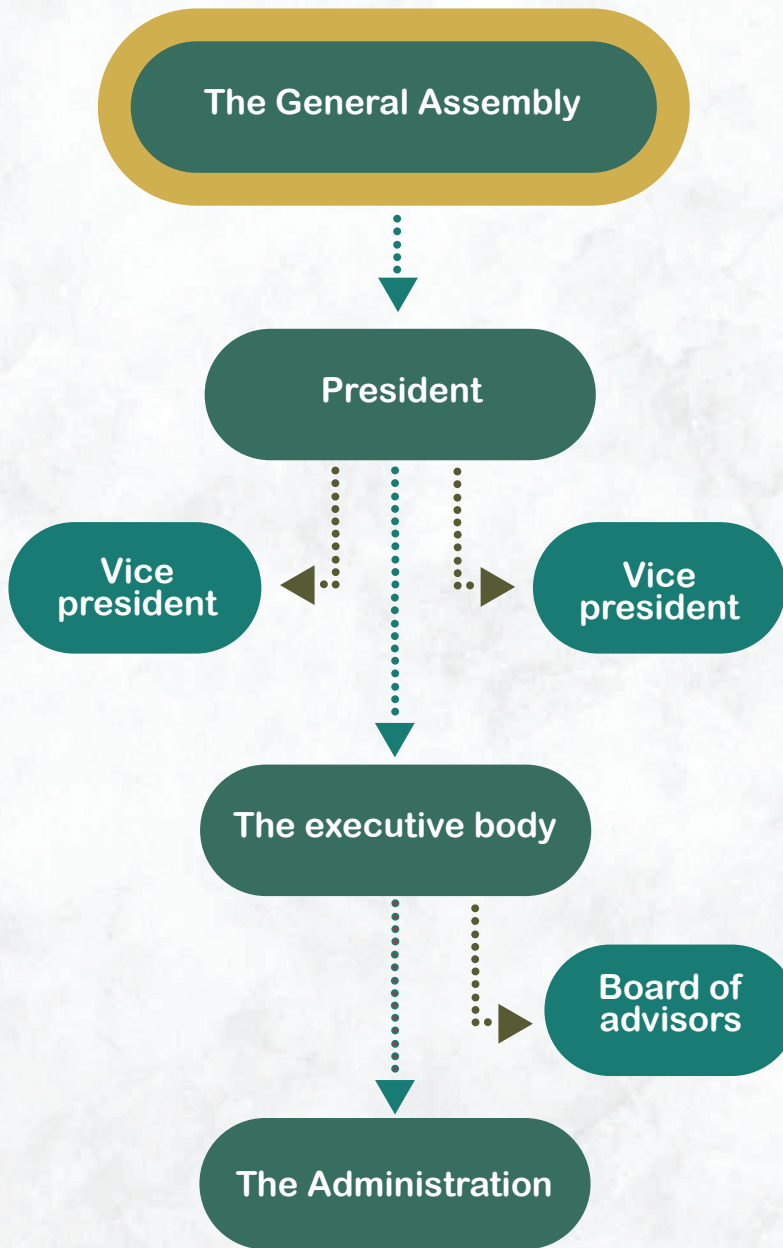 The General Assembly
President
Vice
president
Vice
president
The executive body
Board of
advisors
The Administration